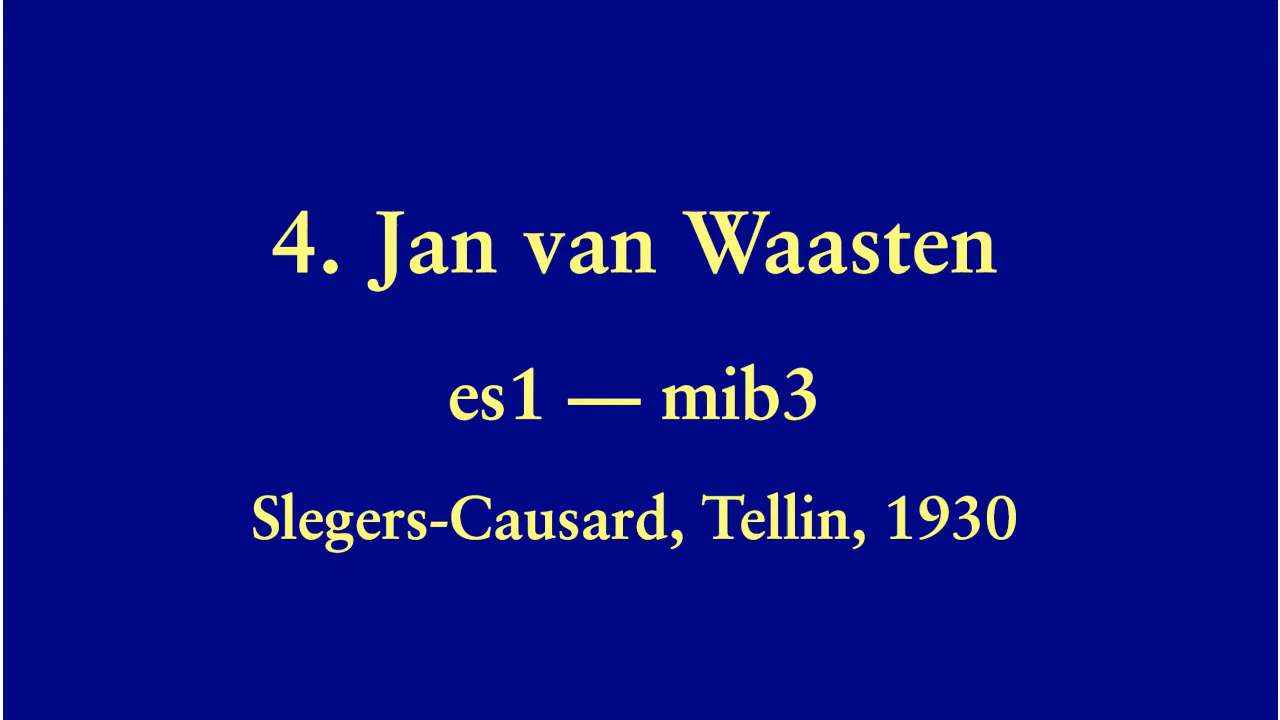 4. Jan van Waasten
es1 — mib3
Slegers-Causard, Tellin, 1930